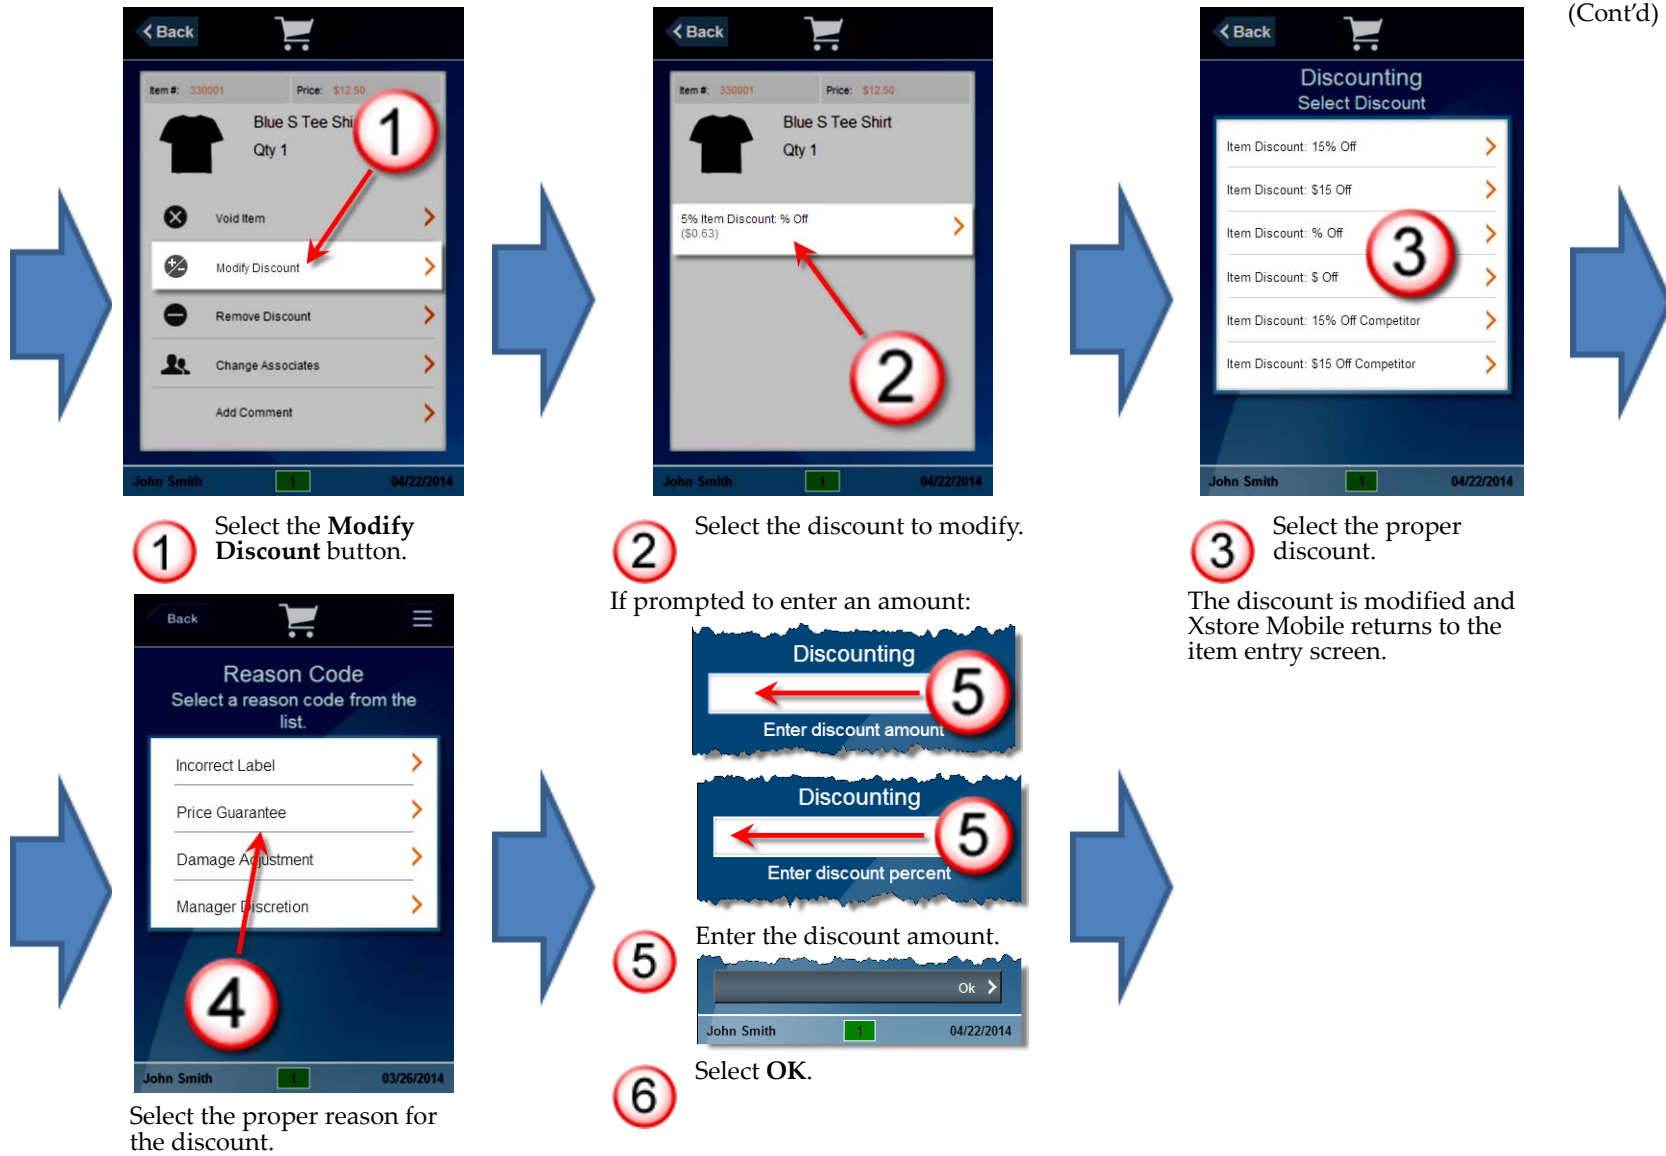 (Cont'd)
Back
Item #: 330001 Price: $12.50
Blue S Tee Shi
1
Qty 1
Void Item
Modify Discount
Remove Discount
Change Associates
Add Comment
John Smith 1 04/22/2014
1
Select the Modify
Discount button.
Back
Item #: 330001 Price: $12.50
Blue S Tee Shirt
Qty 1
5% Item Discount: % Off
($0.63)
2
John Smith 1 04/22/2014
2
Select the discount to modify.
Back
Discounting
Select Discount
Item Discount: 15% Off
Item Discount: $15 Off
Item Discount: % Off
3
Item Discount: $ Off
Item Discount: 15% Off Competitor
Item Discount: $15 Off Competitor
John Smith 1 04/22/2014
3
Select the proper
discount.
The discount is modified and
Xstore Mobile returns to the
item entry screen.
Back
Reason Code
Select a reason code from the
list.
Incorrect Label
Price Guarantee
Damage Adjustment
Manager Discretion
4
John Smith 1 03/26/2014
Select the proper reason for
the discount.
If prompted to enter an amount:
Discounting
5
Enter discount amount
Discounting
5
Enter discount percent
5
Enter the discount amount.
Ok
John Smith 1 04/22/2014
6
Select OK.